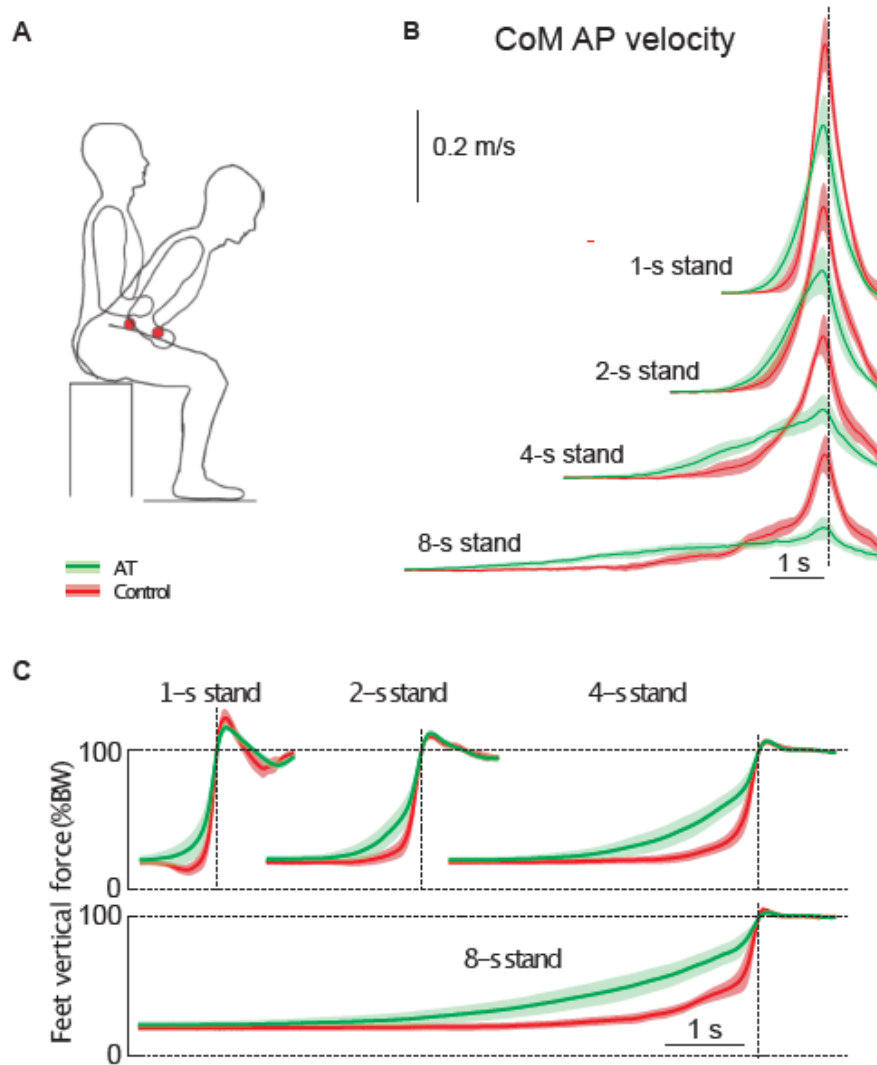 A
B
CoM AP velocity
0.2 m/s
1-s stand
2-s stand
4-s stand
8-s stand
1 s
AT
Control
C
1–s stand
2–s stand
4–s stand
100
0
Feet vertical force (%BW)
100
8–s stand
1 s
0